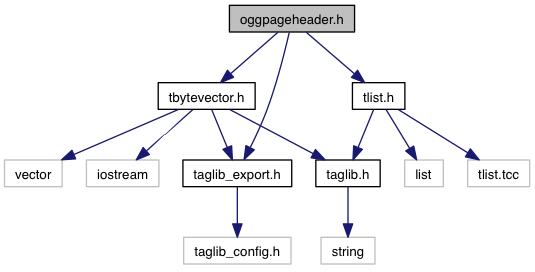 oggpageheader.h
tbytevector.h
tlist.h
vector
iostream
taglib_export.h
taglib.h
list
tlist.tcc
taglib_config.h
string